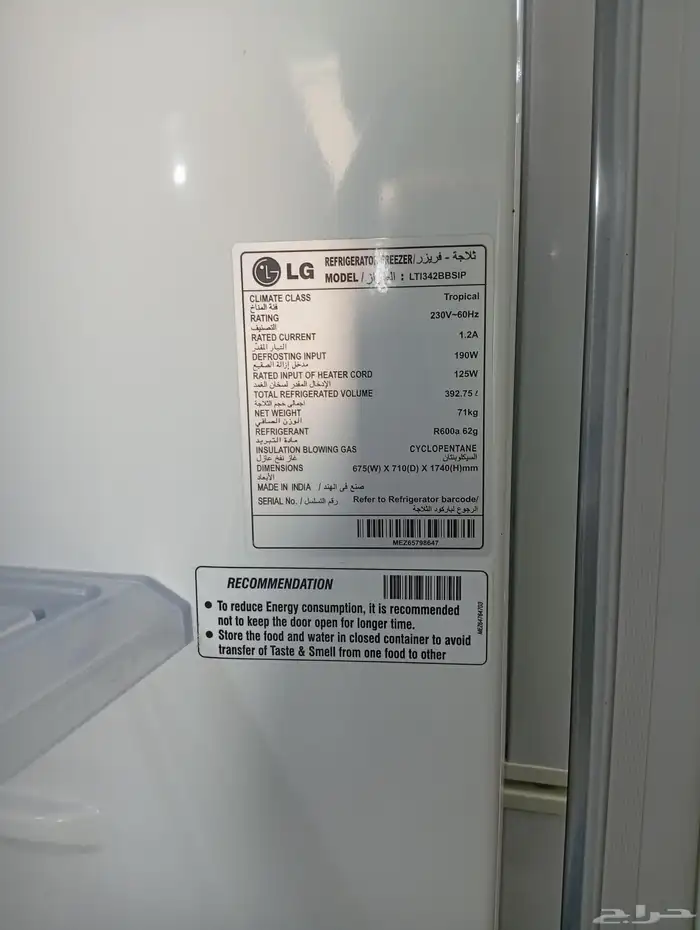 LG
REFRIGERATOR FREEZER/ ثلاجة - فريزر
MODEL / الطراز : LTI342BBSIP
CLIMATE CLASS Tropical
فئة المناخ
RATING 230V~60Hz
التصنيف
RATED CURRENT 1.2A
التيار المقدّر
DEFROSTING INPUT 190W
مدخل إزالة الصقيع
RATED INPUT OF HEATER CORD 125W
الإدخال المقدر لسخان العمد
TOTAL REFRIGERATED VOLUME 392.75 ℓ
اجمالي حجم الثلاجة
NET WEIGHT 71kg
الوزن الصافي
REFRIGERANT R600a 62g
مادة التبريد
INSULATION BLOWING GAS CYCLOPENTANE
غاز نفخ عازل السيكلوبنتان
DIMENSIONS 675(W) X 710(D) X 1740(H)mm
الأبعاد
MADE IN INDIA / صنع في الهند
SERIAL No. / رقم التسلسل Refer to Refrigerator barcode/
الرجوع لباركود الثلاجة
MEZ65798647
RECOMMENDATION
● To reduce Energy consumption, it is recommended
not to keep the door open for longer time.
● Store the food and water in closed container to avoid
transfer of Taste & Smell from one food to other
حراج